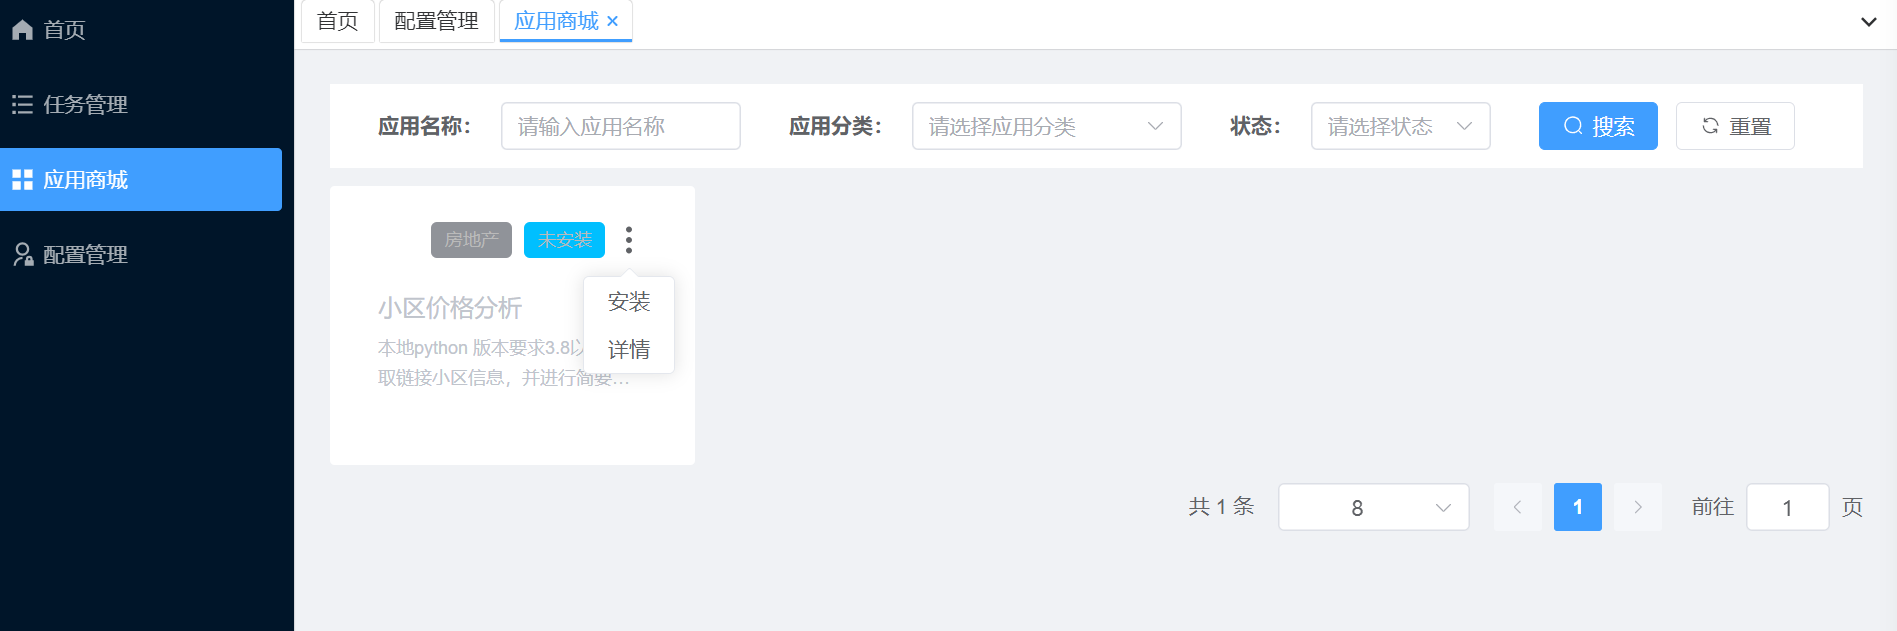 首页
任务管理
应用商城
配置管理
首页 配置管理 应用商城
应用名称： 请输入应用名称 应用分类： 请选择应用分类 状态： 请选择状态 搜索 重置
房地产 未安装
安装
详情
小区价格分析
本地python 版本要求3.8以
取链接小区信息，并进行简要...
共 1 条 8 1 前往 1 页